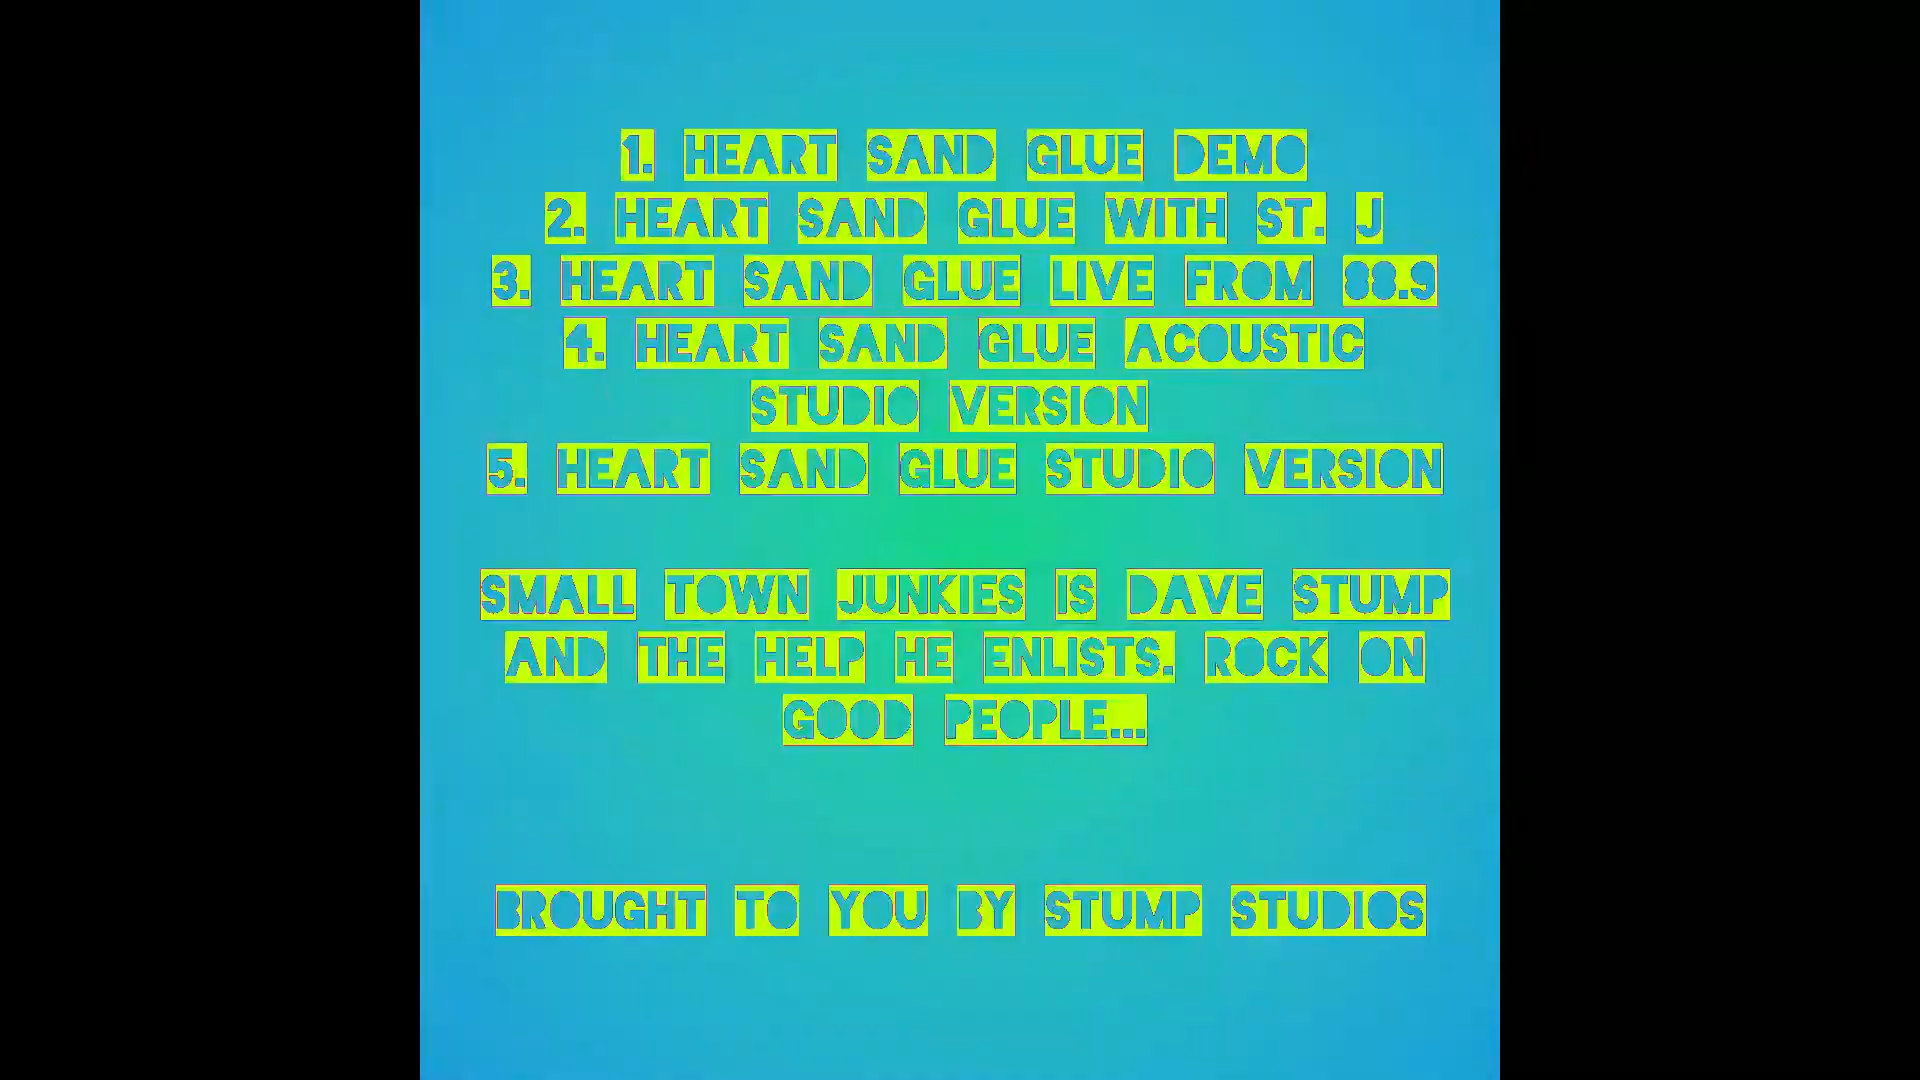 1. HEART SAND GLUE DEMO
2. HEART SAND GLUE WITH ST. J
3. HEART SAND GLUE LIVE FROM 88.9
4. HEART SAND GLUE ACOUSTIC
STUDIO VERSION
5. HEART SAND GLUE STUDIO VERSION
SMALL TOWN JUNKIES IS DAVE STUMP
AND THE HELP HE ENLISTS. ROCK ON
GOOD PEOPLE...
BROUGHT TO YOU BY STUMP STUDIOS